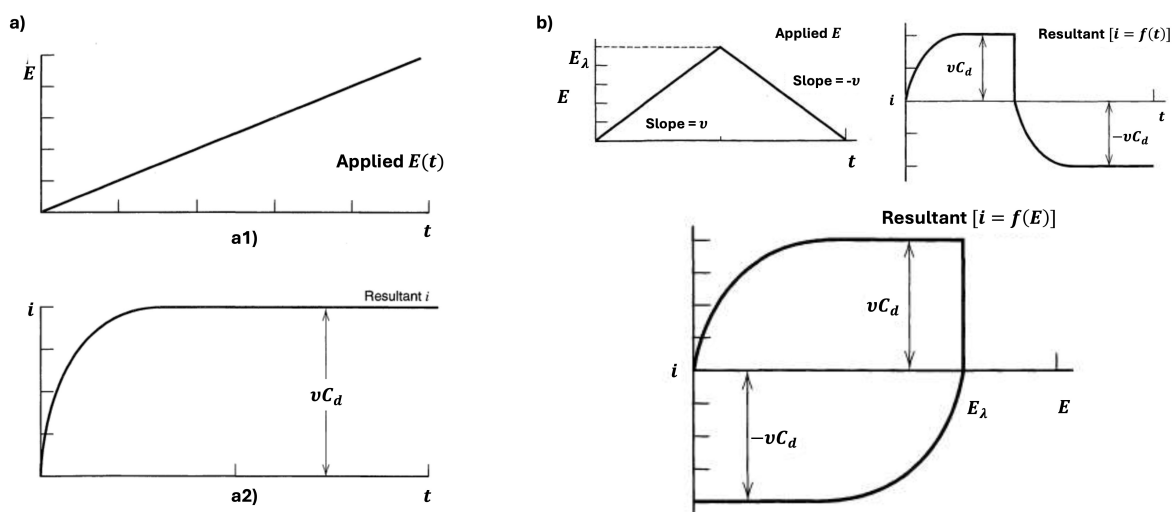 a)
E
Applied E(t)
a1)
t
i
Resultant i
vC_d
a2)
t
b)
Applied E
E_λ
E
Slope = v
Slope = -v
t
Resultant [i = f(t)]
vC_d
i
t
−vC_d
Resultant [i = f(E)]
vC_d
i
E_λ
E
−vC_d